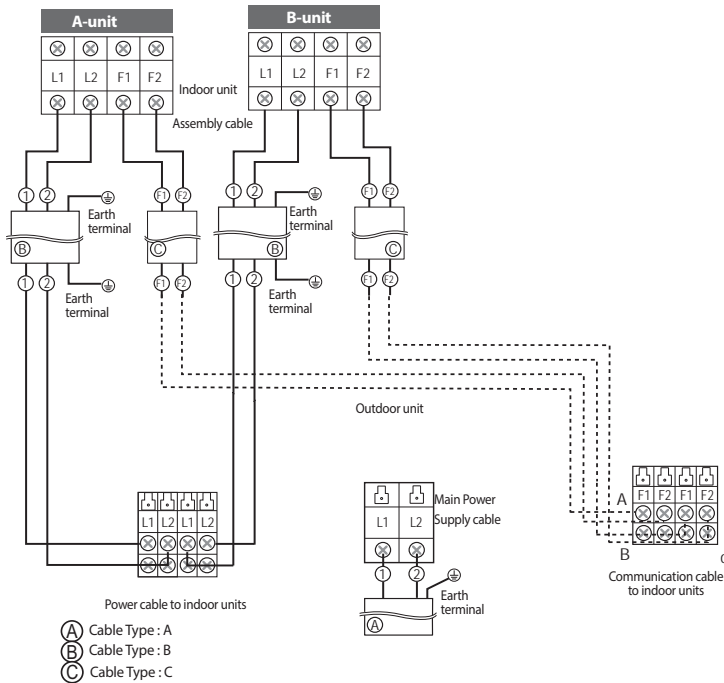 A-unit
B-unit
L1 L2 F1 F2
L1 L2 F1 F2
Indoor unit
Assembly cable
1 2 F1 F2
1 2 F1 F2
Earth
terminal
Earth
terminal
B C B C
1 2 F1 F2
1 2 F1 F2
Earth
terminal
Earth
terminal
Outdoor unit
L1 L2 L1 L2
L1 L2
Main Power
Supply cable
A F1 F2 F1 F2
B
1 2
Earth
terminal
A
Communication cable
to indoor units
Power cable to indoor units
A Cable Type : A
B Cable Type : B
C Cable Type : C